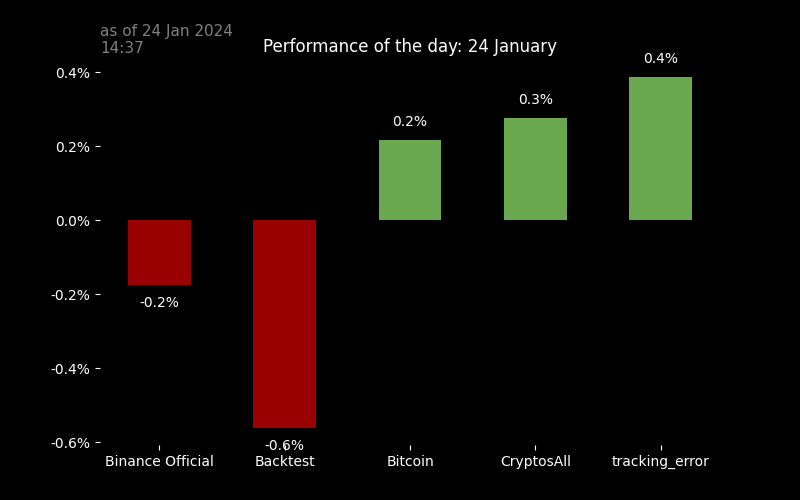 as of 24 Jan 2024
14:37
Performance of the day: 24 January
0.4%
0.2%
0.0%
-0.2%
-0.4%
-0.6%
-0.2%
-0.6%
0.2%
0.3%
0.4%
Binance Official
Backtest
Bitcoin
CryptosAll
tracking_error